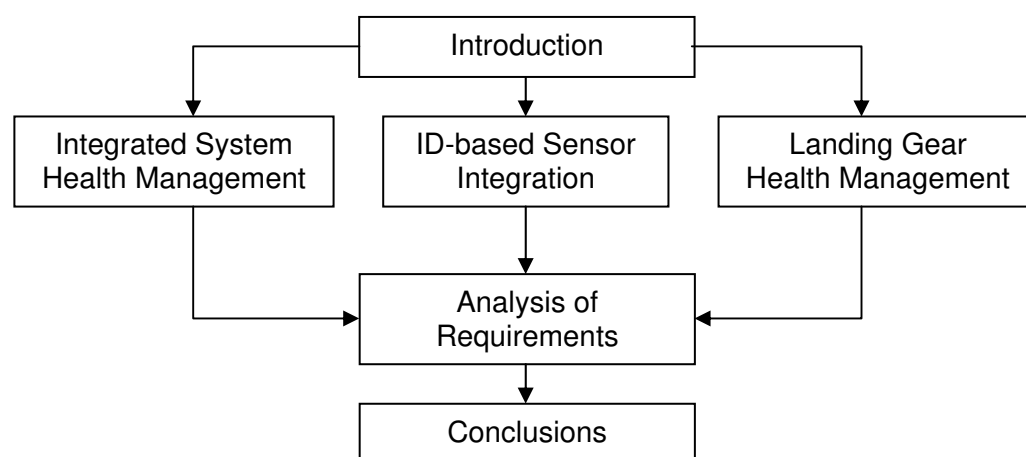 Introduction
Integrated System
Health Management
ID-based Sensor
Integration
Landing Gear
Health Management
Analysis of
Requirements
Conclusions